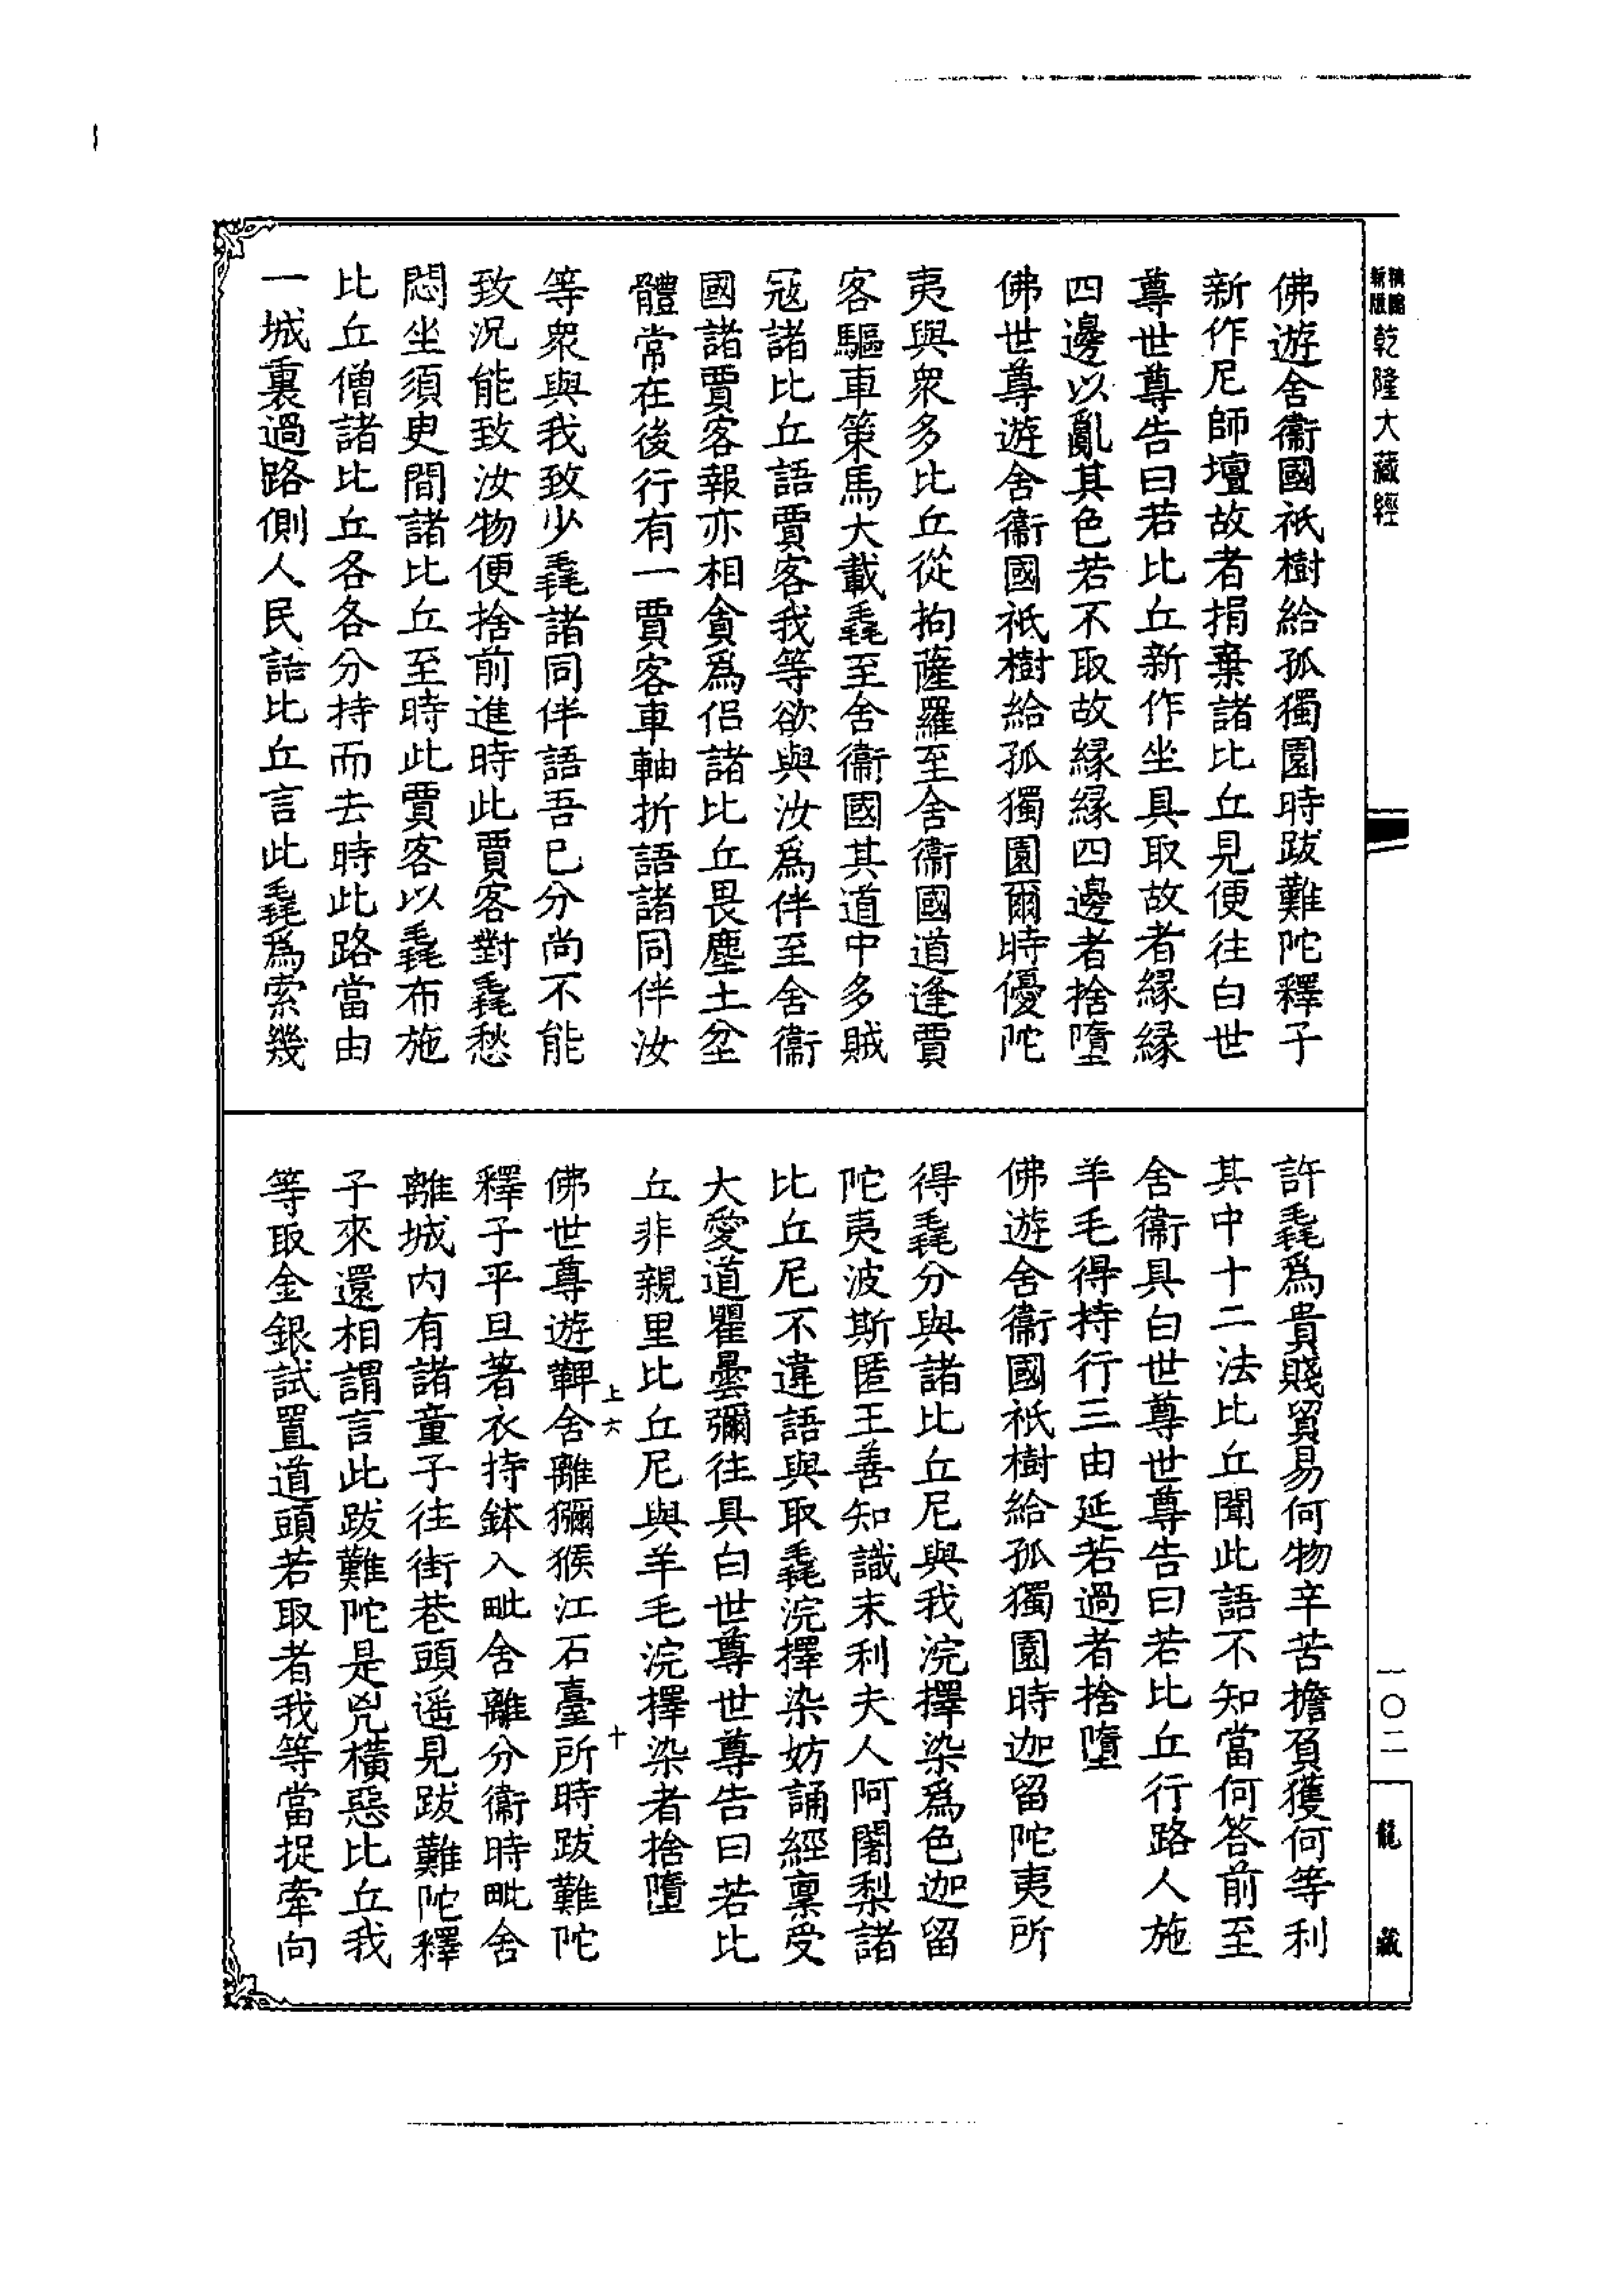 精縮
新版
乾隆大藏經
佛遊舍衞國祇樹給孤獨園時跋難陀釋子
新作尼師壇故者捐棄諸比丘見便往白世
尊世尊告曰若比丘新作坐具取故者緣緣
四邊以亂其色若不取故緣緣四邊者捨墮
佛世尊遊舍衞國祇樹給孤獨園爾時優陀
夷與衆多比丘從拘薩羅至舍衞國道逢賈
客驅車策馬大載毳至舍衞國其道中多賊
寇諸比丘語賈客我等欲與汝爲伴至舍衞
國諸賈客報亦相貪爲侣諸比丘畏塵土坌
體常在後行有一賈客車軸折語諸同伴汝
等衆與我致少毳諸同伴語吾已分尚不能
致況能致汝物便捨前進時此賈客對毳愁
悶坐須臾間諸比丘至時此賈客以毳布施
比丘僧諸比丘各各分持而去時此路當由
一城裏過路側人民詰比丘言此毳爲索幾
許毳爲貴賤貿易何物辛苦擔負獲何等利
其中十二法比丘聞此語不知當何答前至
舍衞具白世尊世尊告曰若比丘行路人施
羊毛得持行三由延若過者捨墮
佛遊舍衞國祇樹給孤獨園時迦留陀夷所
得毳分與諸比丘尼與我浣擇染爲色迦留
陀夷波斯匿王善知識末利夫人阿闍梨諸
比丘尼不違語與取毳浣擇染妨誦經稟受
大愛道瞿曇彌往具白世尊世尊告曰若比
丘非親里比丘尼與羊毛浣擇染者捨墮
上六
十
佛世尊遊鞞舍離獼猴江石臺所時跋難陀
釋子平旦著衣持鉢入毗舍離分衞時毗舍
離城内有諸童子往街巷頭遥見跋難陀釋
子來還相謂言此跋難陀是兇橫惡比丘我
等取金銀試置道頭若取者我等當捉牽向
一〇二
龍藏